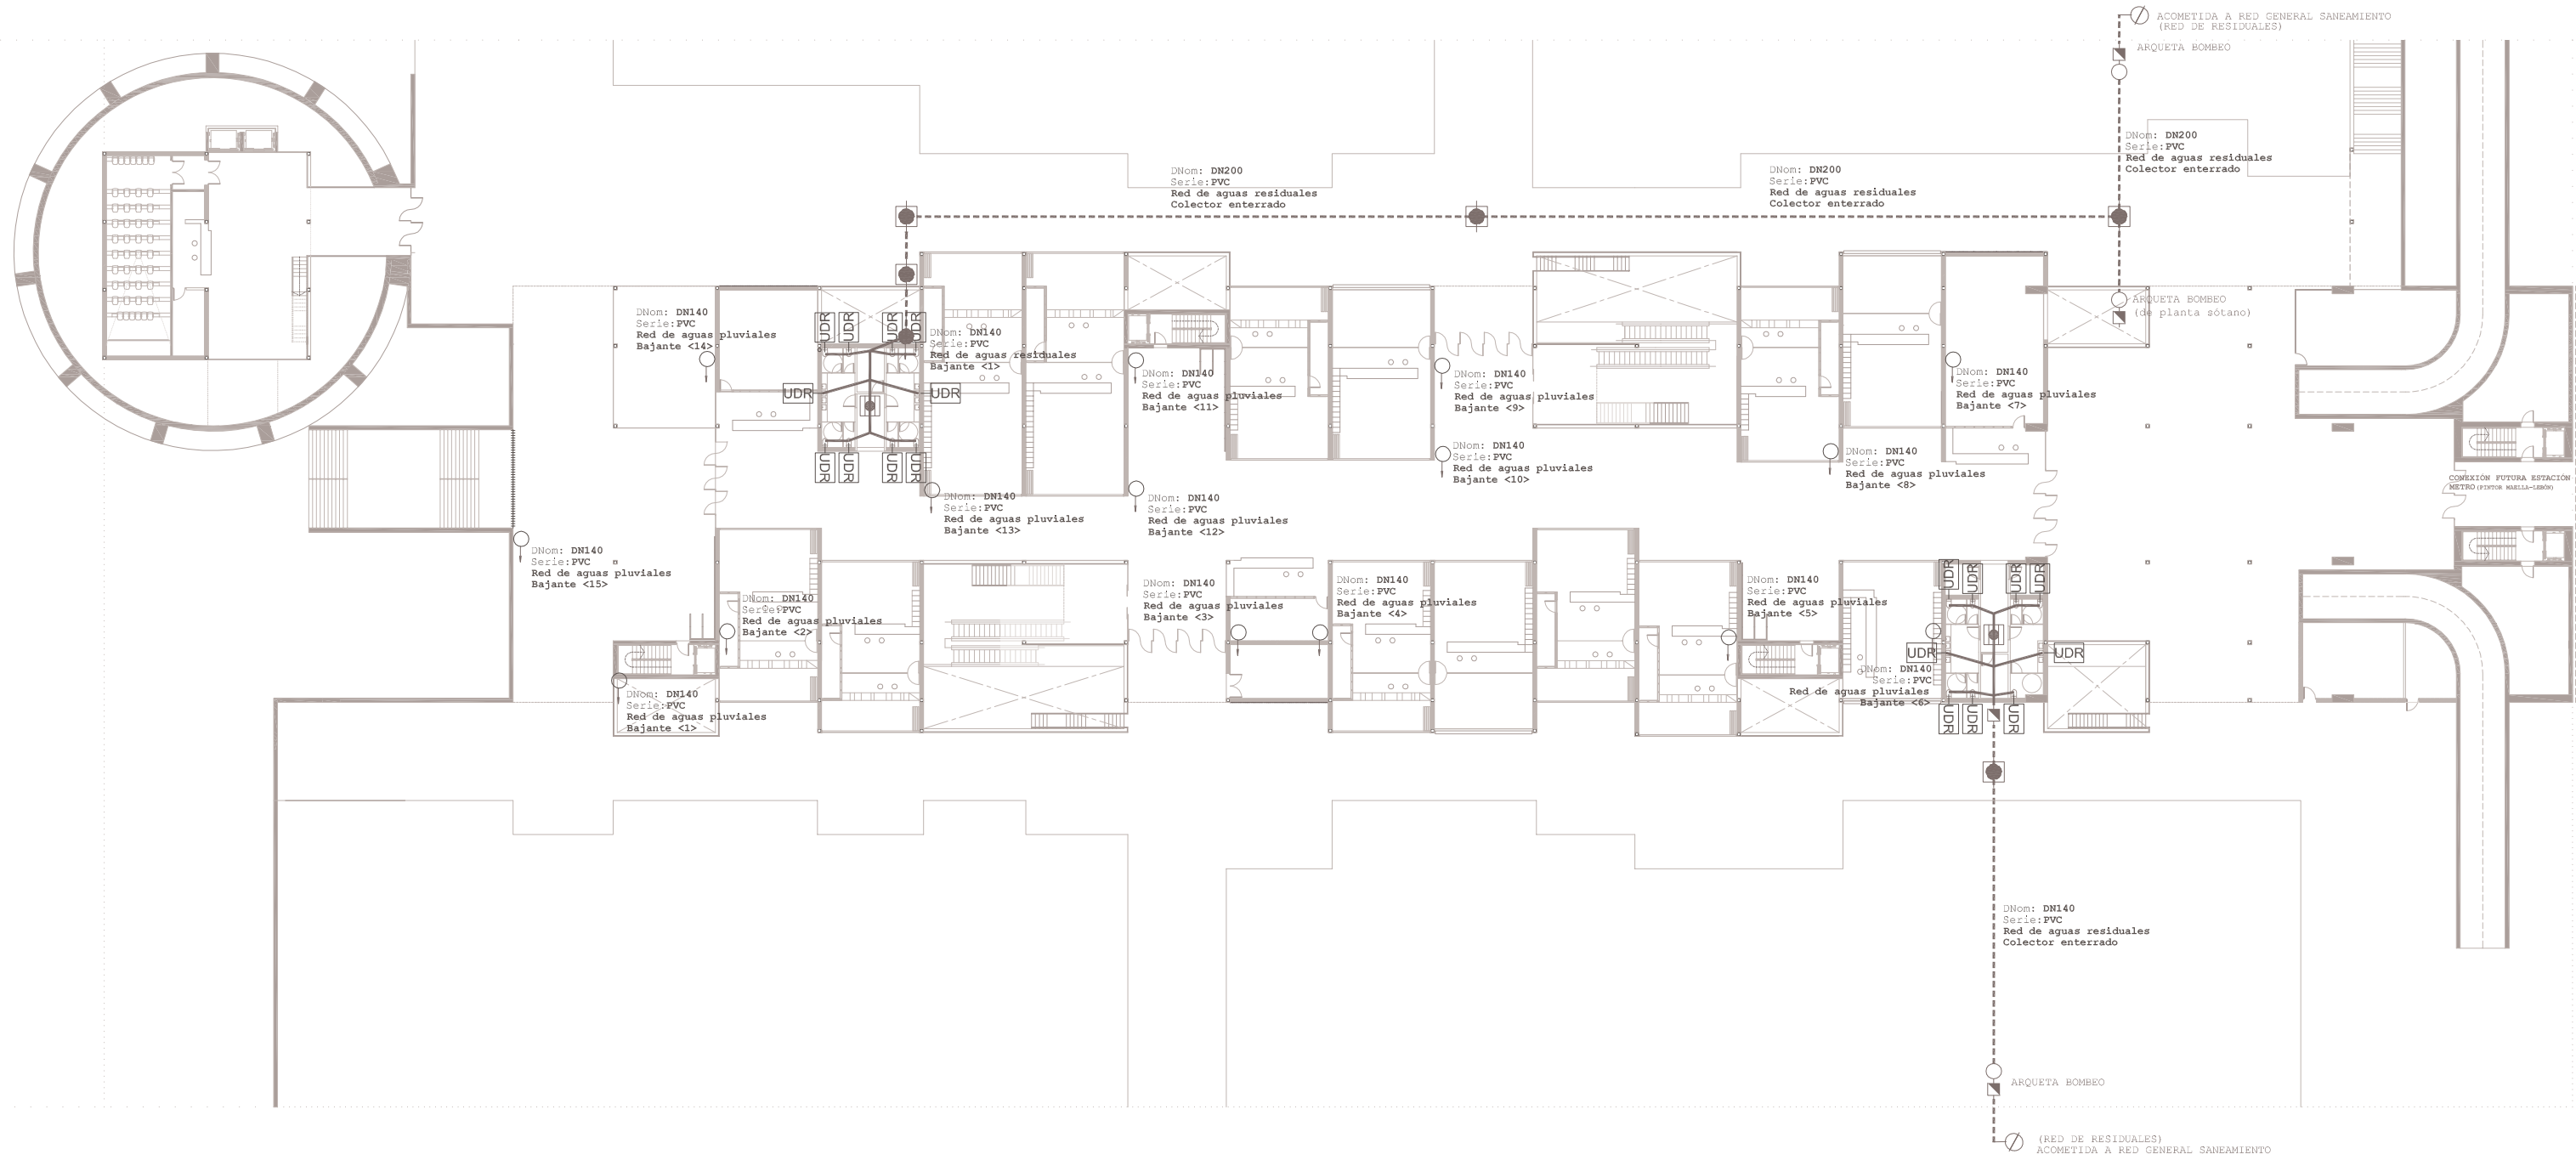 ACOMETIDA A RED GENERAL SANEAMIENTO
(RED DE RESIDUALES)
ARQUETA BOMBEO
DNom: DN200
Serie: PVC
Red de aguas residuales
Colector enterrado
DNom: DN200
Serie: PVC
Red de aguas residuales
Colector enterrado
DNom: DN200
Serie: PVC
Red de aguas residuales
Colector enterrado
ARQUETA BOMBEO
(de planta sótano)
DNom: DN140
Serie: PVC
Red de aguas pluviales
Bajante <14>
UDR
UDR
UDR
UDR
DNom: DN140
Serie: PVC
Red de aguas residuales
Bajante <1>
UDR
UDR
DNom: DN140
Serie: PVC
Red de aguas pluviales
Bajante <11>
DNom: DN140
Serie: PVC
Red de aguas pluviales
Bajante <9>
DNom: DN140
Serie: PVC
Red de aguas pluviales
Bajante <7>
UDR
UDR
UDR
UDR
DNom: DN140
Serie: PVC
Red de aguas pluviales
Bajante <10>
DNom: DN140
Serie: PVC
Red de aguas pluviales
Bajante <8>
CONEXIÓN FUTURA ESTACIÓN
METRO (PINTOR MAELLA-LEBÓN)
DNom: DN140
Serie: PVC
Red de aguas pluviales
Bajante <13>
DNom: DN140
Serie: PVC
Red de aguas pluviales
Bajante <12>
DNom: DN140
Serie: PVC
Red de aguas pluviales
Bajante <15>
DNom: DN140
Serie: PVC
Red de aguas pluviales
Bajante <2>
DNom: DN140
Serie: PVC
Red de aguas pluviales
Bajante <3>
DNom: DN140
Serie: PVC
Red de aguas pluviales
Bajante <4>
DNom: DN140
Serie: PVC
Red de aguas pluviales
Bajante <5>
UDR
UDR
UDR
UDR
UDR
UDR
DNom: DN140
Serie: PVC
Red de aguas pluviales
Bajante <6>
DNom: DN140
Serie: PVC
Red de aguas pluviales
Bajante <1>
UDR
UDR
UDR
DNom: DN140
Serie: PVC
Red de aguas residuales
Colector enterrado
ARQUETA BOMBEO
(RED DE RESIDUALES)
ACOMETIDA A RED GENERAL SANEAMIENTO